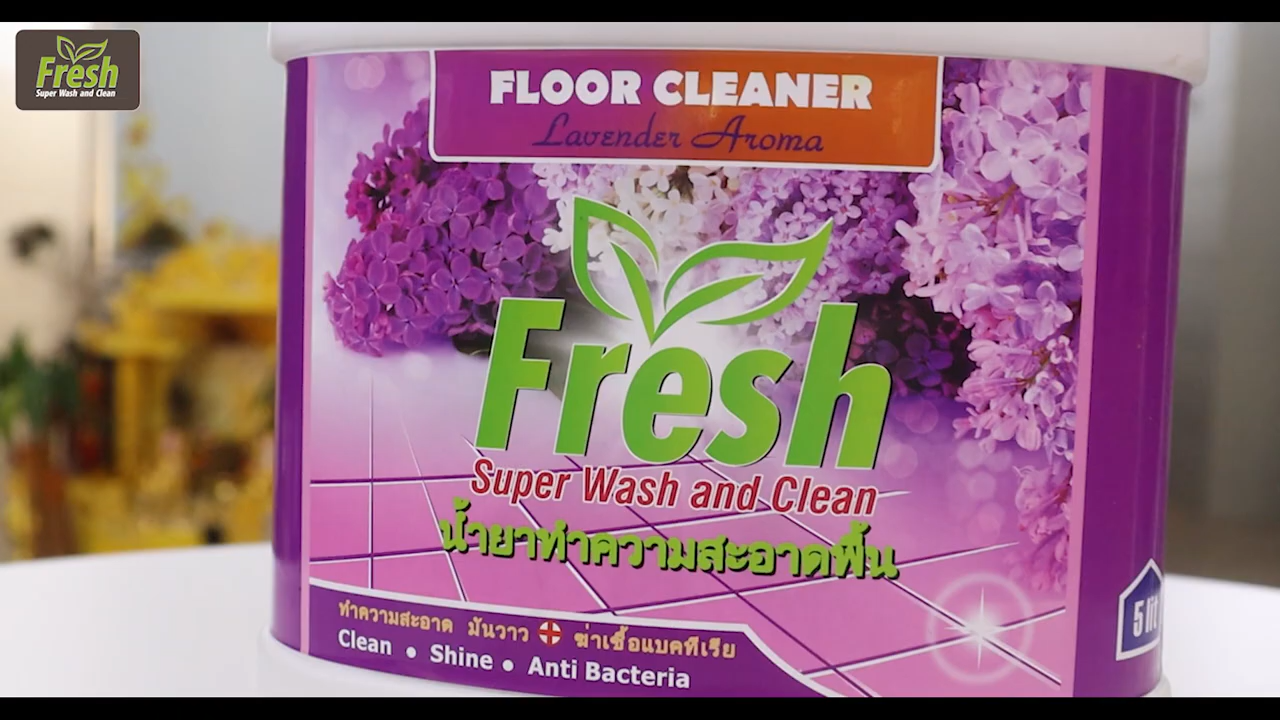 Fresh
Super Wash and Clean
FLOOR CLEANER
Lavender Aroma
Fresh
Super Wash and Clean
น้ำยาทำความสะอาดพื้น
ทำความสะอาด มันวาว ฆ่าเชื้อแบคทีเรีย
Clean • Shine • Anti Bacteria
5 lit